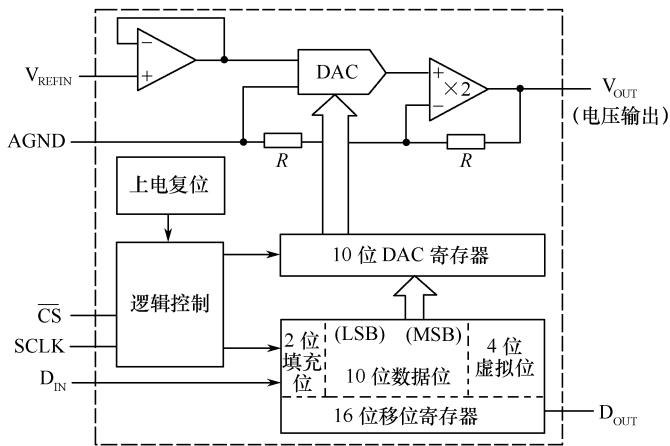 V_REFIN
−
+
DAC
+
×2
−
V_OUT
(电压输出)
AGND
R
R
上电复位
10 位 DAC 寄存器
逻辑控制
C̅S̅
SCLK
D_IN
2 位
填充
位
(LSB) (MSB)
10 位数据位
4 位
虚拟位
16 位移位寄存器
D_OUT